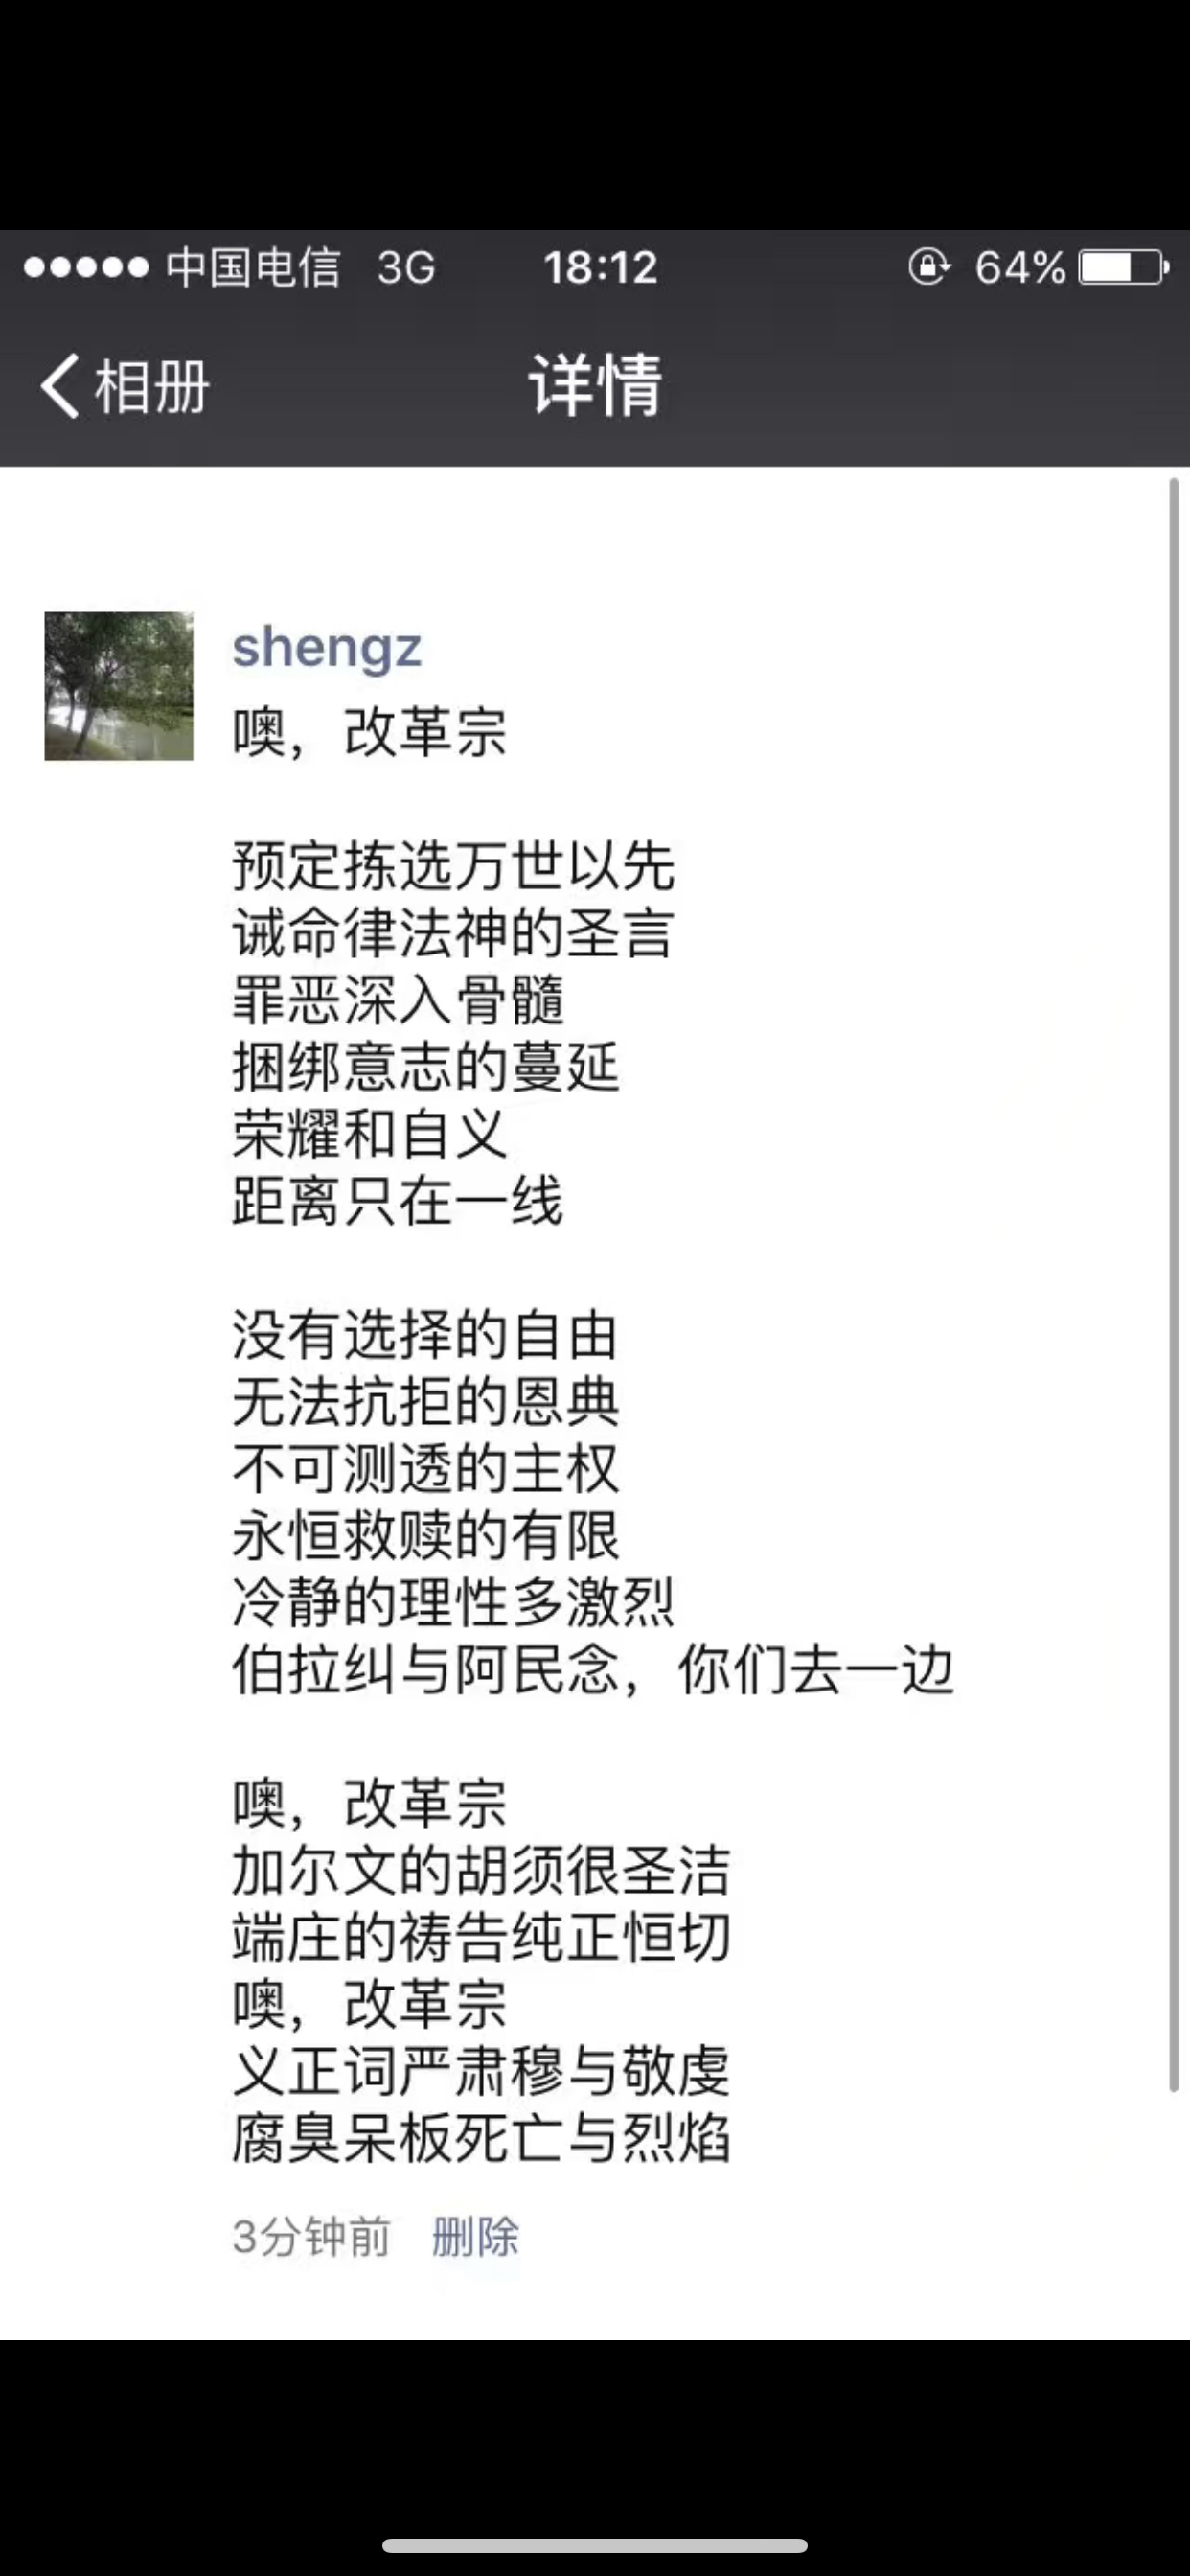 中国电信 3G 18:12 64%
相册 详情
shengz
噢，改革宗
预定拣选万世以先
诫命律法神的圣言
罪恶深入骨髓
捆绑意志的蔓延
荣耀和自义
距离只在一线
没有选择的自由
无法抗拒的恩典
不可测透的主权
永恒救赎的有限
冷静的理性多激烈
伯拉纠与阿民念，你们去一边
噢，改革宗
加尔文的胡须很圣洁
端庄的祷告纯正恒切
噢，改革宗
义正词严肃穆与敬虔
腐臭呆板死亡与烈焰
3分钟前 删除